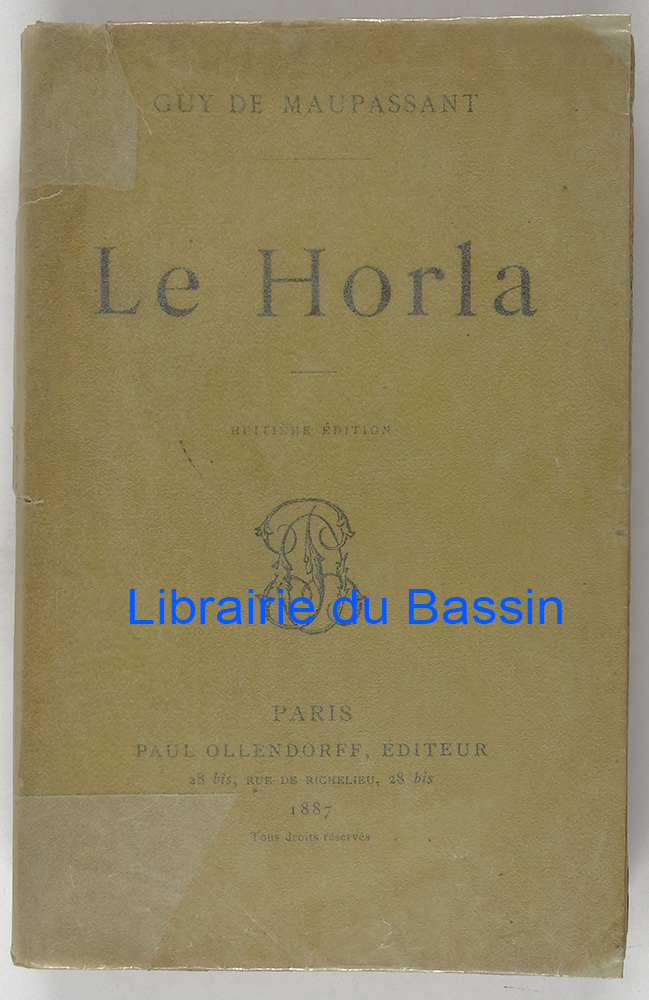 GUY DE MAUPASSANT
Le Horla
HUITIÈME ÉDITION
Librairie du Bassin
PARIS
PAUL OLLENDORFF, ÉDITEUR
28 bis, RUE DE RICHELIEU, 28 bis
1887
Tous droits réservés